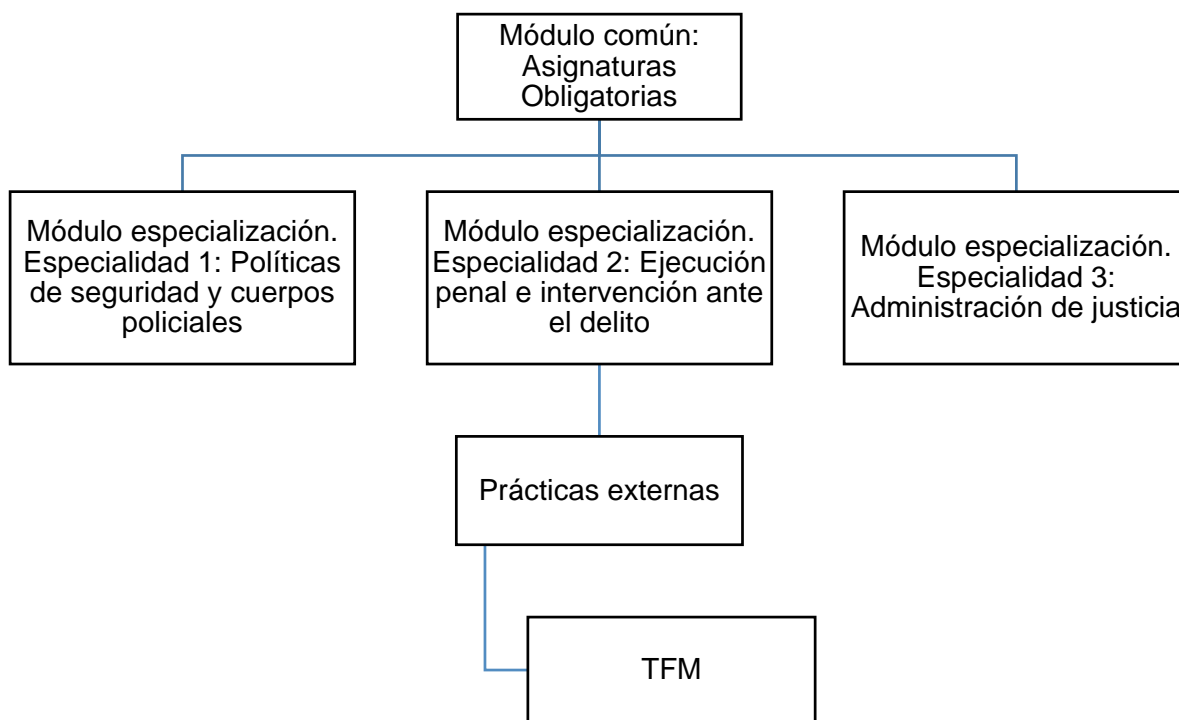 Módulo común:
Asignaturas
Obligatorias
Módulo especialización.
Especialidad 1: Políticas
de seguridad y cuerpos
policiales
Módulo especialización.
Especialidad 2: Ejecución
penal e intervención ante
el delito
Módulo especialización.
Especialidad 3:
Administración de justicia
Prácticas externas
TFM